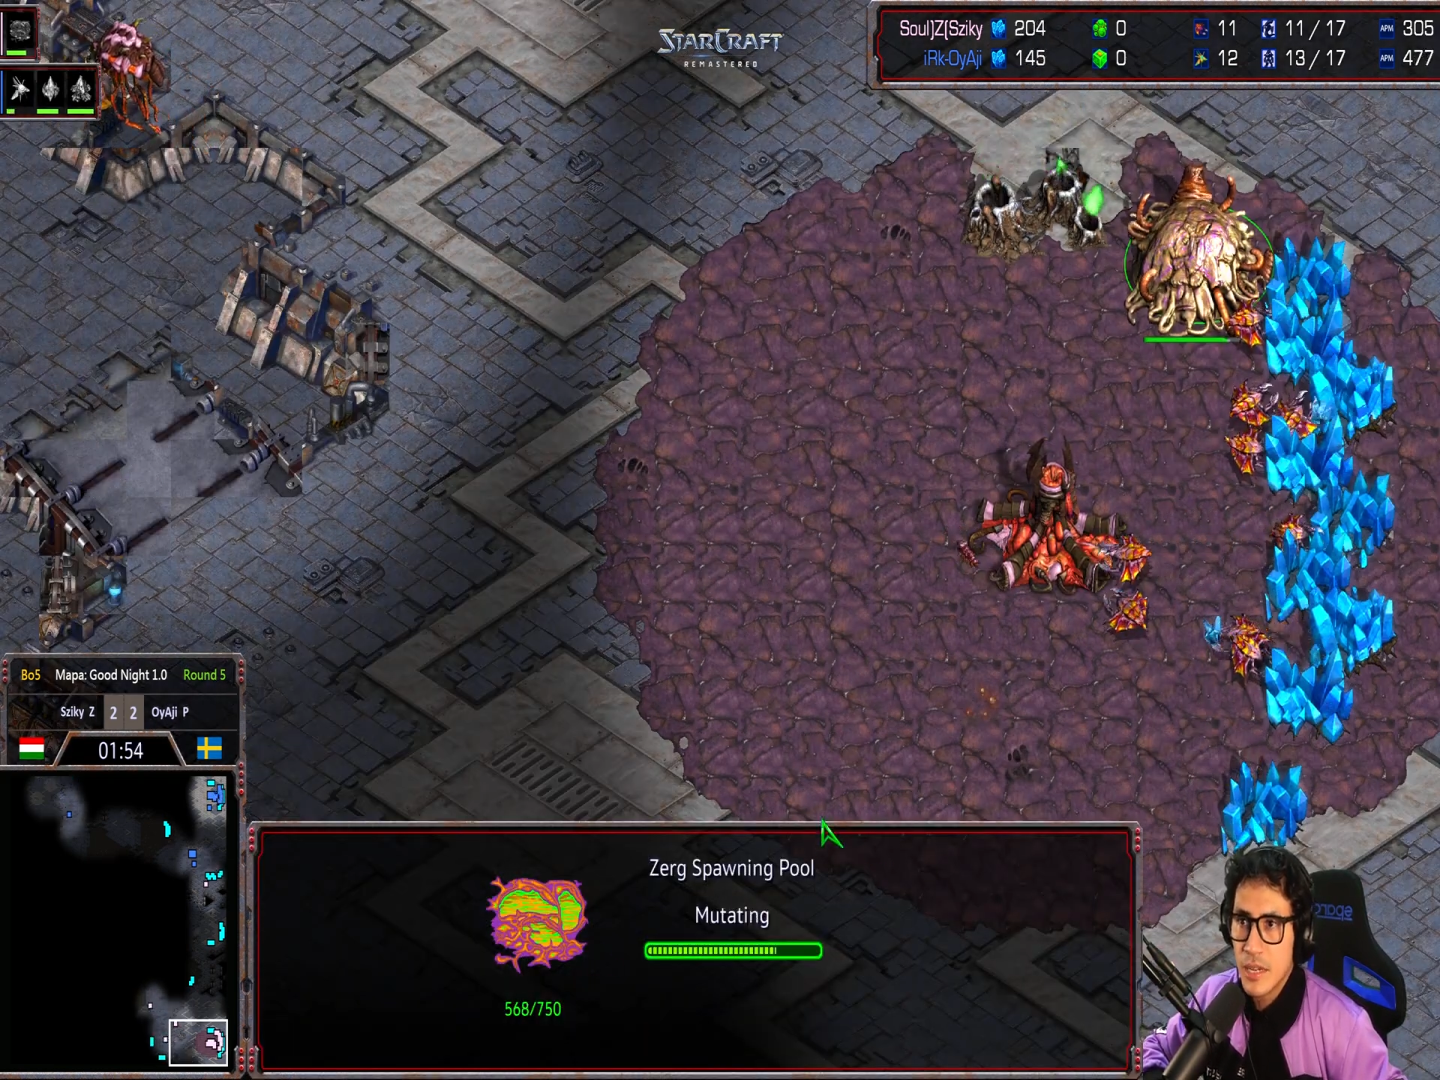 STARCRAFT
REMASTERED
Soul]Z[Sziky 204 0 11 11 / 17 APM 305
iRk-OyAji 145 0 12 13 / 17 APM 477
Bo5 Mapa: Good Night 1.0 Round 5
Sziky Z 2 2 OyAji P
01:54
Zerg Spawning Pool
Mutating
568/750